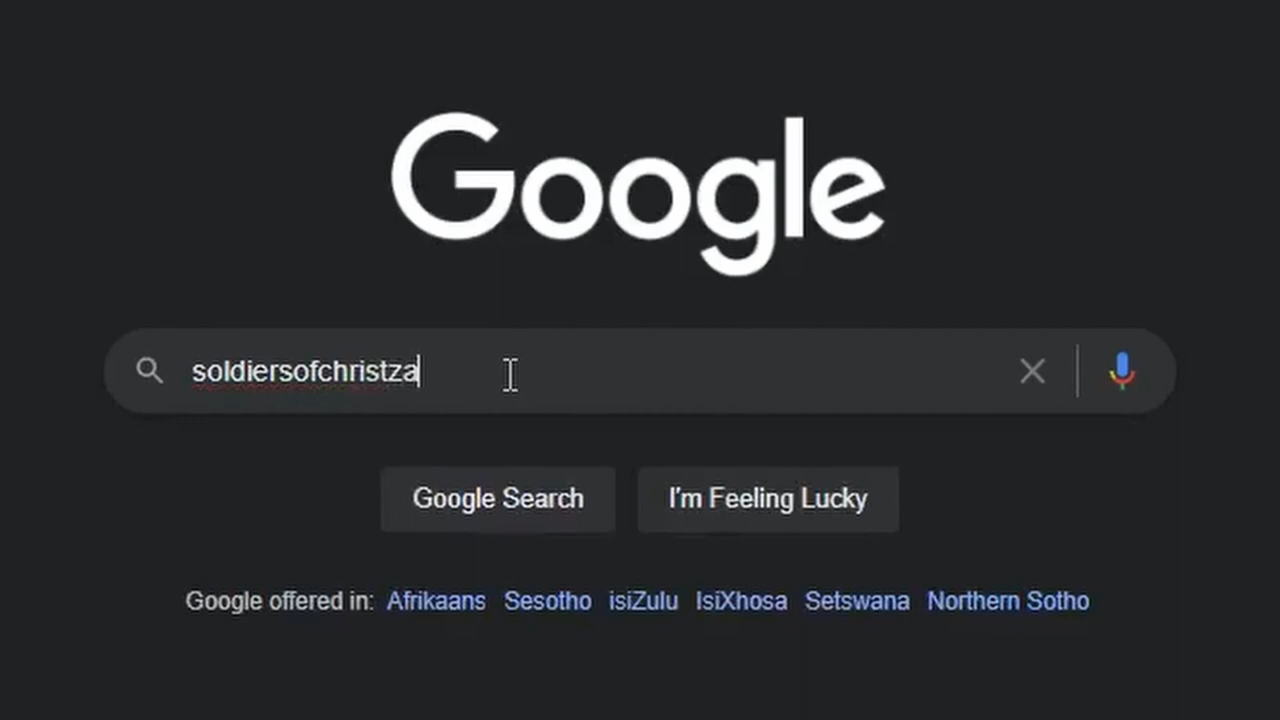 Google
soldiersofchristza
Google Search I'm Feeling Lucky
Google offered in: Afrikaans Sesotho isiZulu IsiXhosa Setswana Northern Sotho